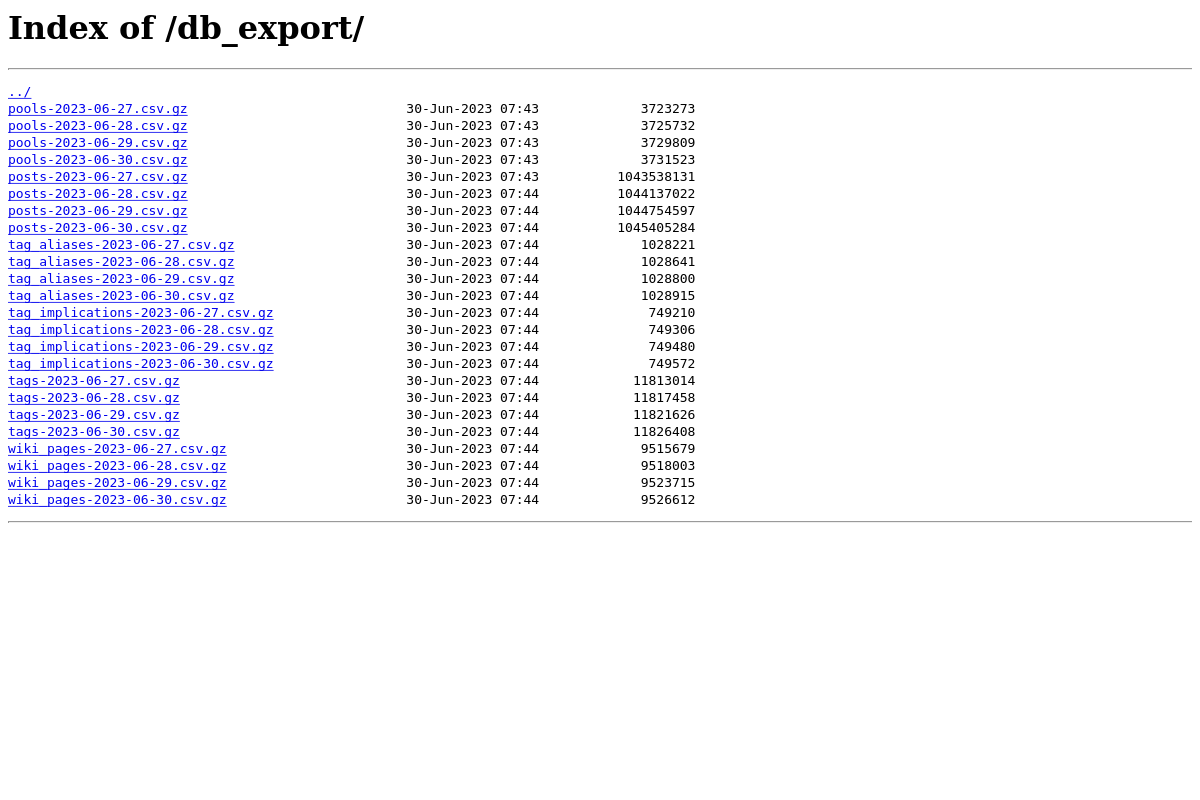 Index of /db_export/
../
pools-2023-06-27.csv.gz 30-Jun-2023 07:43 3723273
pools-2023-06-28.csv.gz 30-Jun-2023 07:43 3725732
pools-2023-06-29.csv.gz 30-Jun-2023 07:43 3729809
pools-2023-06-30.csv.gz 30-Jun-2023 07:43 3731523
posts-2023-06-27.csv.gz 30-Jun-2023 07:43 1043538131
posts-2023-06-28.csv.gz 30-Jun-2023 07:44 1044137022
posts-2023-06-29.csv.gz 30-Jun-2023 07:44 1044754597
posts-2023-06-30.csv.gz 30-Jun-2023 07:44 1045405284
tag_aliases-2023-06-27.csv.gz 30-Jun-2023 07:44 1028221
tag_aliases-2023-06-28.csv.gz 30-Jun-2023 07:44 1028641
tag_aliases-2023-06-29.csv.gz 30-Jun-2023 07:44 1028800
tag_aliases-2023-06-30.csv.gz 30-Jun-2023 07:44 1028915
tag_implications-2023-06-27.csv.gz 30-Jun-2023 07:44 749210
tag_implications-2023-06-28.csv.gz 30-Jun-2023 07:44 749306
tag_implications-2023-06-29.csv.gz 30-Jun-2023 07:44 749480
tag_implications-2023-06-30.csv.gz 30-Jun-2023 07:44 749572
tags-2023-06-27.csv.gz 30-Jun-2023 07:44 11813014
tags-2023-06-28.csv.gz 30-Jun-2023 07:44 11817458
tags-2023-06-29.csv.gz 30-Jun-2023 07:44 11821626
tags-2023-06-30.csv.gz 30-Jun-2023 07:44 11826408
wiki_pages-2023-06-27.csv.gz 30-Jun-2023 07:44 9515679
wiki_pages-2023-06-28.csv.gz 30-Jun-2023 07:44 9518003
wiki_pages-2023-06-29.csv.gz 30-Jun-2023 07:44 9523715
wiki_pages-2023-06-30.csv.gz 30-Jun-2023 07:44 9526612